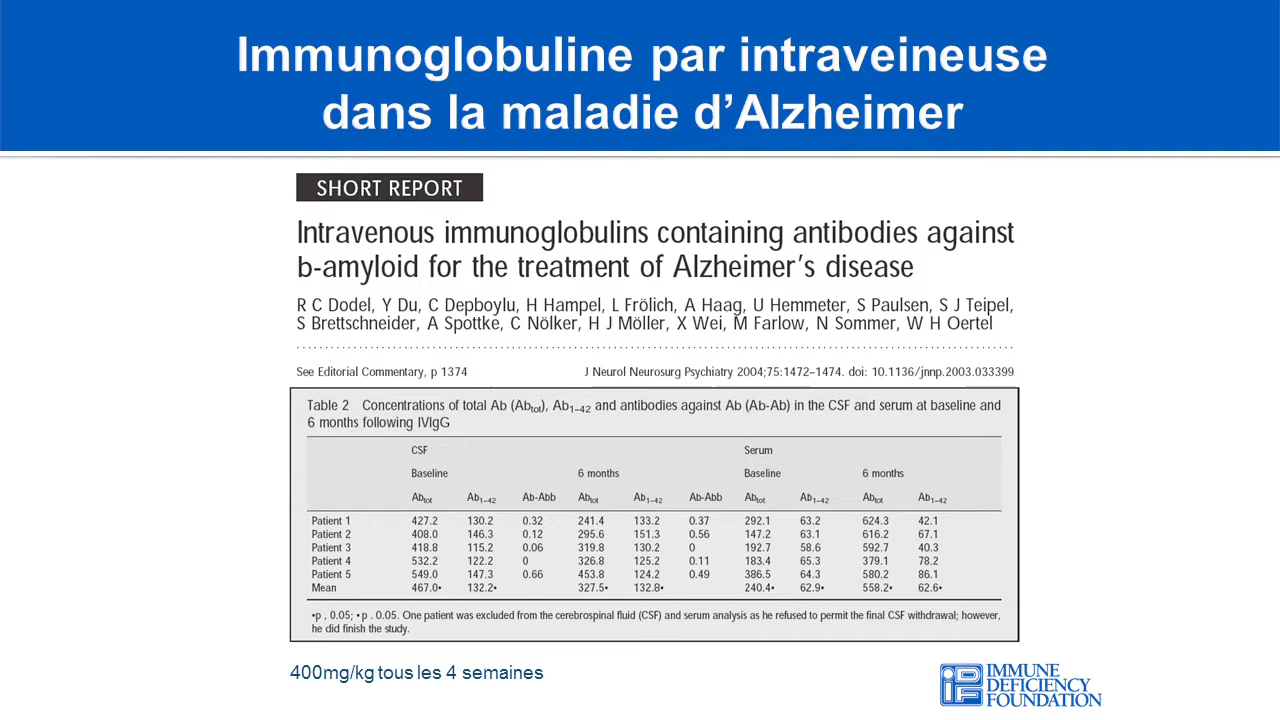 Immunoglobuline par intraveineuse
dans la maladie d’Alzheimer
SHORT REPORT
Intravenous immunoglobulins containing antibodies against
b-amyloid for the treatment of Alzheimer’s disease
R C Dodel, Y Du, C Depboylu, H Hampel, L Frölich, A Haag, U Hemmeter, S Paulsen, S J Teipel,
S Brettschneider, A Spottke, C Nölker, H J Möller, X Wei, M Farlow, N Sommer, W H Oertel
See Editorial Commentary, p 1374 J Neurol Neurosurg Psychiatry 2004;75:1472–1474. doi: 10.1136/jnnp.2003.033399
Table 2 Concentrations of total Ab (Abtot), Ab1–42 and antibodies against Ab (Ab-Ab) in the CSF and serum at baseline and
6 months following IVIgG
CSF Serum
Baseline 6 months Baseline 6 months
Abtot Ab1–42 Ab-Abb Abtot Ab1–42 Ab-Abb Abtot Ab1–42 Abtot Ab1–42
Patient 1 427.2 130.2 0.32 241.4 133.2 0.37 292.1 63.2 624.3 42.1
Patient 2 408.0 146.3 0.12 295.6 151.3 0.56 147.2 63.1 616.2 67.1
Patient 3 418.8 115.2 0.06 319.8 130.2 0 192.7 58.6 592.7 40.3
Patient 4 532.2 122.2 0 326.8 125.2 0.11 183.4 65.3 379.1 78.2
Patient 5 549.0 147.3 0.66 453.8 124.2 0.49 386.5 64.3 580.2 86.1
Mean 467.0• 132.2• 327.5• 132.8• 240.4• 62.9• 558.2• 62.6•
•p , 0.05; •p . 0.05. One patient was excluded from the cerebrospinal fluid (CSF) and serum analysis as he refused to permit the final CSF withdrawal; however,
he did finish the study.
400mg/kg tous les 4 semaines
IDF
IMMUNE
DEFICIENCY
FOUNDATION